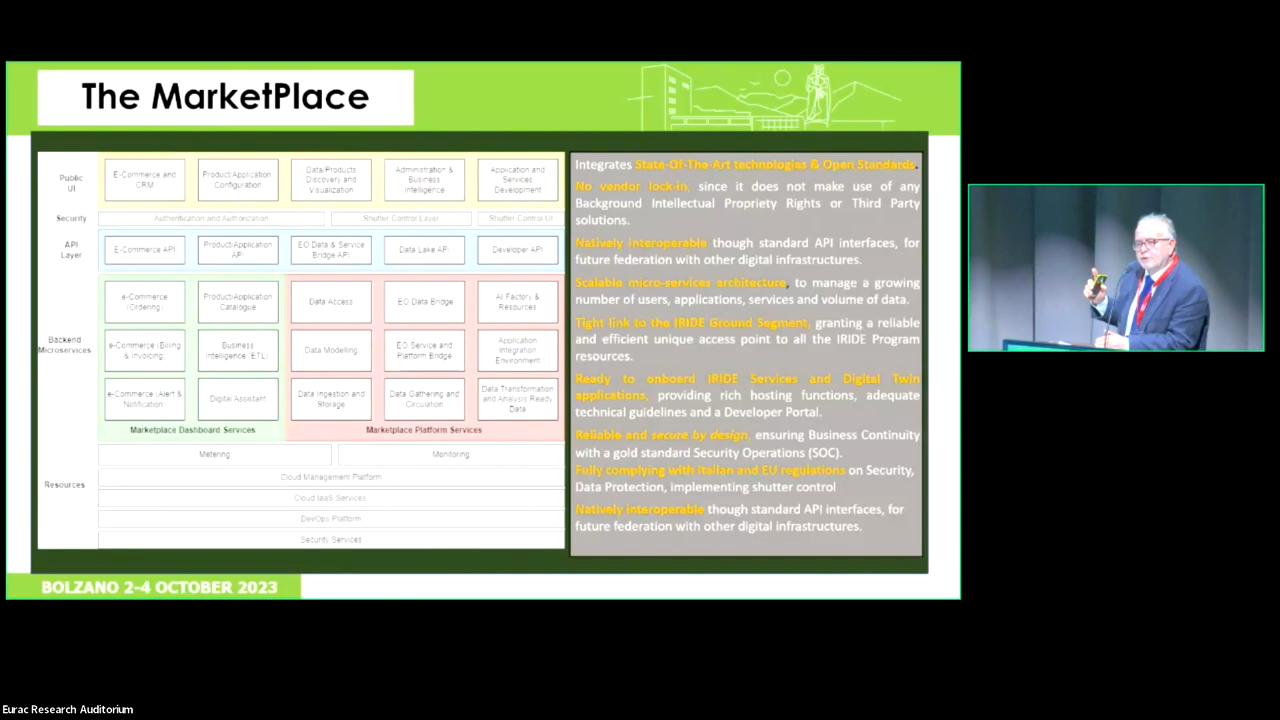 The MarketPlace
Public
UI
E-Commerce and
CRM
Product/Application
Configuration
Data/Products
Discovery and
Visualization
Administration &
Business
Intelligence
Application and
Services
Development
Security
Authentication and Authorization
Shutter Control Layer
Shutter Control UI
API
Layer
E-Commerce API
Product/Application
API
EO Data & Service
Bridge API
Data Lake API
Developer API
Backend
Microservices
e-Commerce
(Ordering)
Product/Application
Catalogue
Data Access
EO Data Bridge
AI Factory &
Resources
e-Commerce (Billing
& Invoicing)
Business
Intelligence (ETL)
Data Modelling
EO Service and
Platform Bridge
Application
Integration
Environment
e-Commerce (Alert &
Notification)
Digital Assistant
Data Ingestion and
Storage
Data Gathering and
Circulation
Data Transformation
and Analysis Ready
Data
Marketplace Dashboard Services
Marketplace Platform Services
Resources
Metering
Monitoring
Cloud Management Platform
Cloud IaaS Services
DevOps Platform
Security Services
Integrates State-Of-The-Art technologies & Open Standards.
No vendor lock-in, since it does not make use of any
Background Intellectual Propriety Rights or Third Party
solutions.
Natively interoperable though standard API interfaces, for
future federation with other digital infrastructures.
Scalable micro-services architecture, to manage a growing
number of users, applications, services and volume of data.
Tight link to the IRIDE Ground Segment, granting a reliable
and efficient unique access point to all the IRIDE Program
resources.
Ready to onboard IRIDE Services and Digital Twin
applications, providing rich hosting functions, adequate
technical guidelines and a Developer Portal.
Reliable and secure by design, ensuring Business Continuity
with a gold standard Security Operations (SOC).
Fully complying with Italian and EU regulations on Security,
Data Protection, implementing shutter control
Natively interoperable though standard API interfaces, for
future federation with other digital infrastructures.
BOLZANO 2-4 OCTOBER 2023
Eurac Research Auditorium